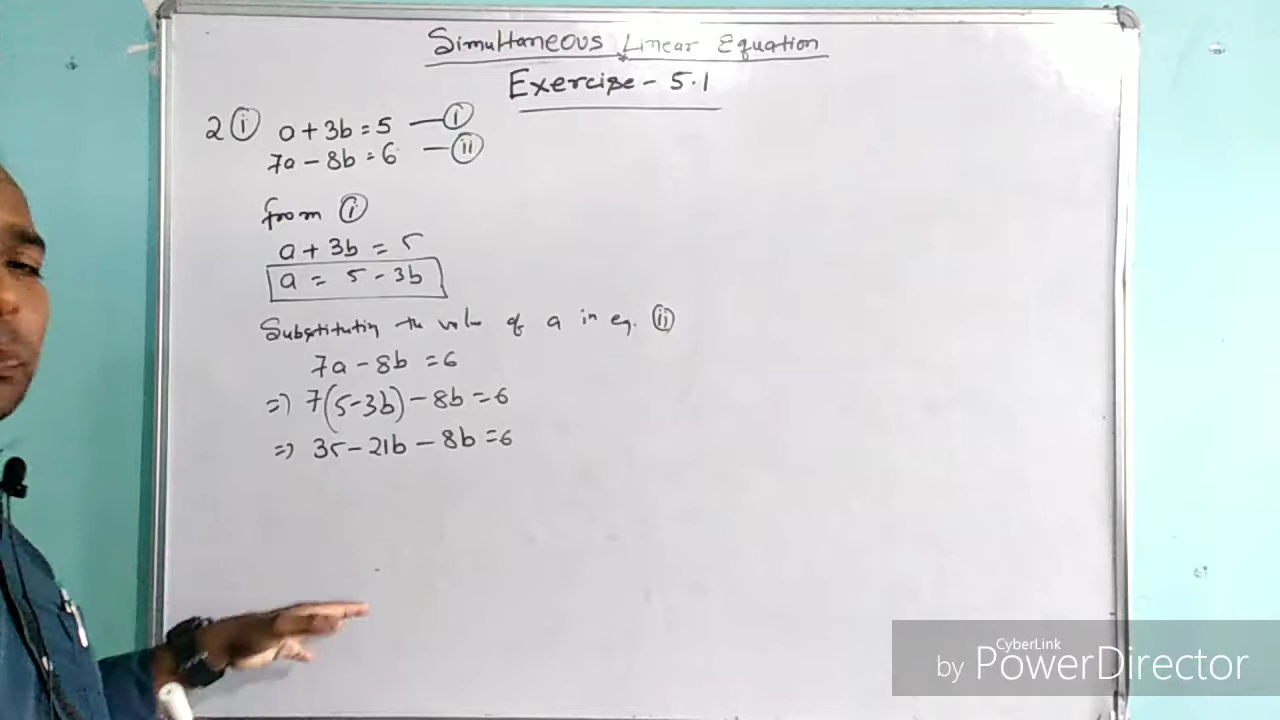 Simultaneous Linear Equation
Exercise - 5.1
2 (i) a + 3b = 5 — (i)
7a - 8b = 6 — (ii)
from (i)
a + 3b = 5
a = 5 - 3b
Substituting the value of a in eq. (ii)
7a - 8b = 6
=> 7(5-3b) - 8b = 6
=> 35 - 21b - 8b = 6
CyberLink
by PowerDirector